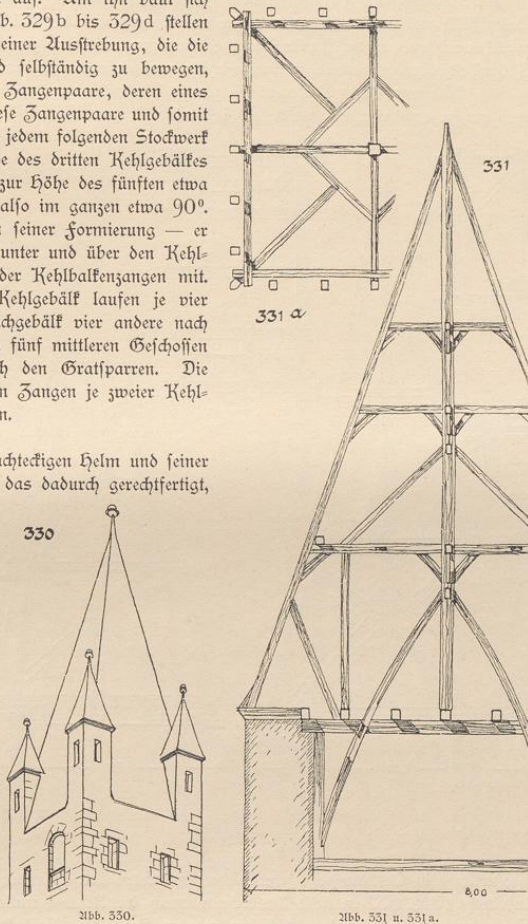 b. 329b bis 329d stellen
einer Ausstrebung, die die
selbständig zu bewegen,
Zangenpaare, deren eines
ese Zangenpaare und somit
jedem folgenden Stockwerk
e des dritten Kehlgebälkes
zur Höhe des fünften etwa
also im ganzen etwa 90°.
seiner Formierung — er
unter und über den Kehl=
der Kehlbalkenzangen mit.
Kehlgebälk laufen je vier
chgebälk vier andere nach
fünf mittleren Geschossen
h den Gratsparren. Die
n Zangen je zweier Kehl=
n.
achteckigen Helm und seiner
das dadurch gerechtfertigt,
331
331 a
330
8,00
Abb. 330.
Abb. 331 u. 331a.